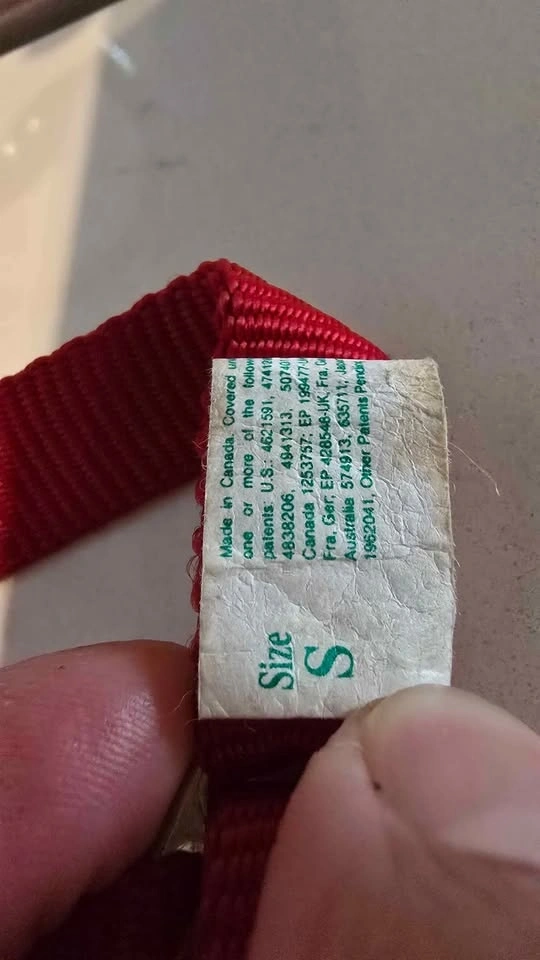 Made in Canada. Covered
one or more of the
patents: U.S.: 4621591,
4838206, 4941313,
Canada 1253757; EP
Fra, Ger; EP 428548-UK, Fra,
Australia 574913, 635711;
1962041, Other Patents
Size
S